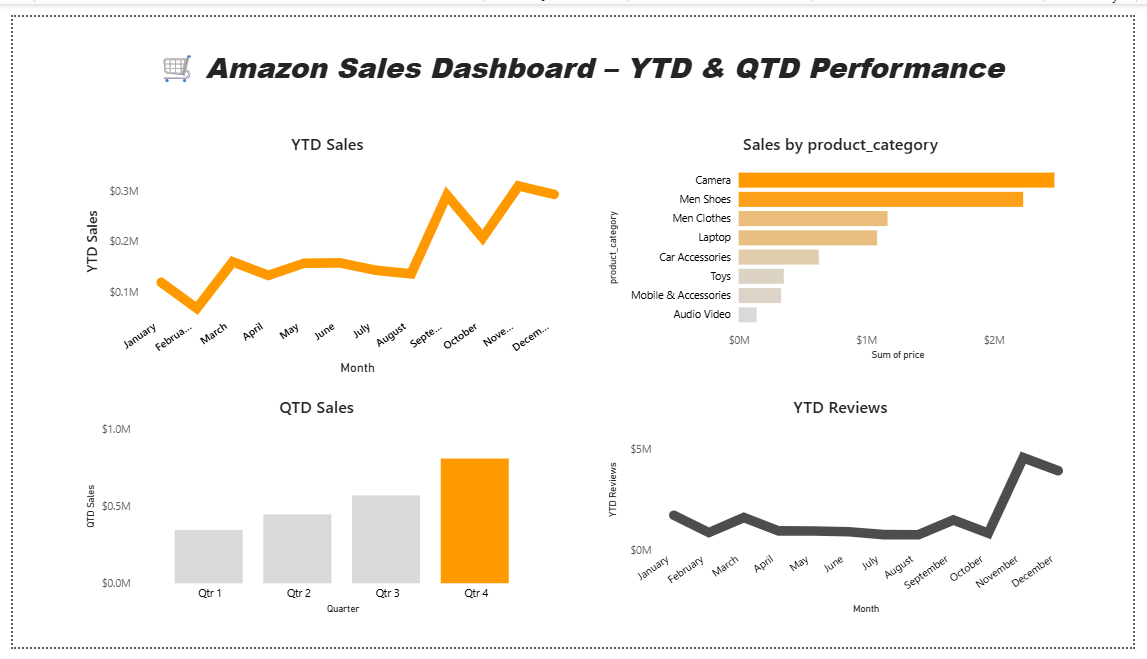 Amazon Sales Dashboard – YTD & QTD Performance
YTD Sales
YTD Sales
$0.3M
$0.2M
$0.1M
January
Februa...
March
April
May
June
July
August
Septe...
October
Nove...
Decem...
Month
Sales by product_category
product_category
Camera
Men Shoes
Men Clothes
Laptop
Car Accessories
Toys
Mobile & Accessories
Audio Video
$0M
$1M
$2M
Sum of price
QTD Sales
QTD Sales
$1.0M
$0.5M
$0.0M
Qtr 1
Qtr 2
Qtr 3
Qtr 4
Quarter
YTD Reviews
YTD Reviews
$5M
$0M
January
February
March
April
May
June
July
August
September
October
November
December
Month